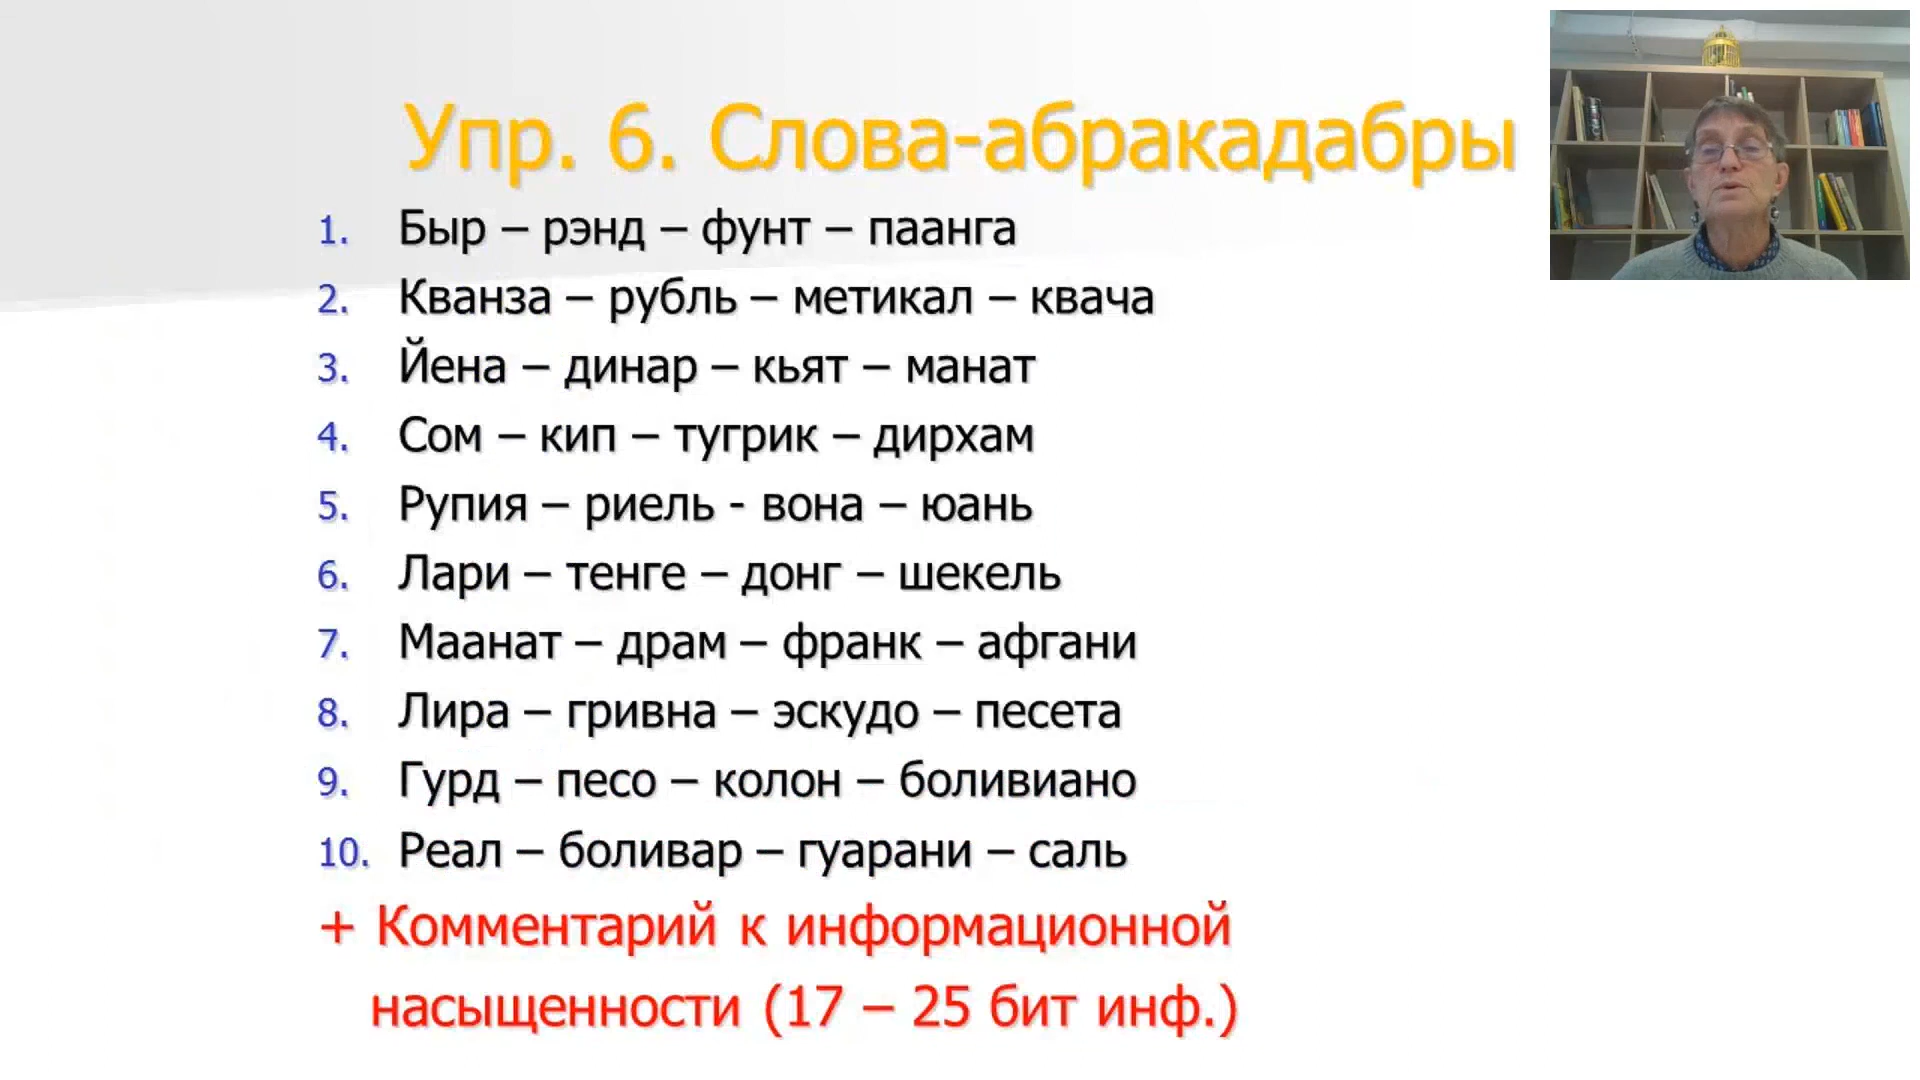 Упр. 6. Слова-абракадабры
1. Быр – рэнд – фунт – паанга
2. Кванза – рубль – метикал – квача
3. Йена – динар – кьят – манат
4. Сом – кип – тугрик – дирхам
5. Рупия – риель - вона – юань
6. Лари – тенге – донг – шекель
7. Маанат – драм – франк – афгани
8. Лира – гривна – эскудо – песета
9. Гурд – песо – колон – боливиано
10. Реал – боливар – гуарани – саль
+ Комментарий к информационной
насыщенности (17 – 25 бит инф.)